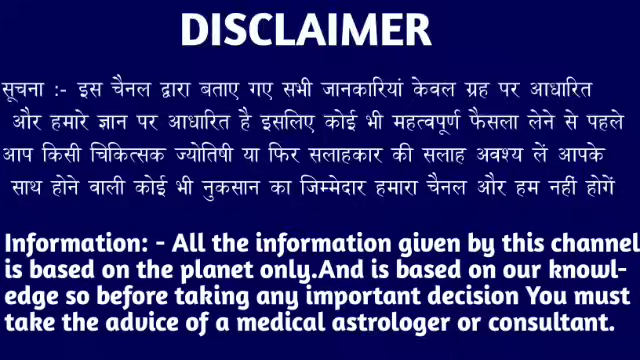 DISCLAIMER
सूचना :- इस चैनल द्वारा बताए गए सभी जानकारियां केवल ग्रह पर आधारित
और हमारे ज्ञान पर आधारित है इसलिए कोई भी महत्वपूर्ण फैसला लेने से पहले
आप किसी चिकित्सक ज्योतिषी या फिर सलाहकार की सलाह अवश्य लें आपके
साथ होने वाली कोई भी नुकसान का जिम्मेदार हमारा चैनल और हम नहीं होगें
Information: - All the information given by this channel
is based on the planet only.And is based on our knowl-
edge so before taking any important decision You must
take the advice of a medical astrologer or consultant.